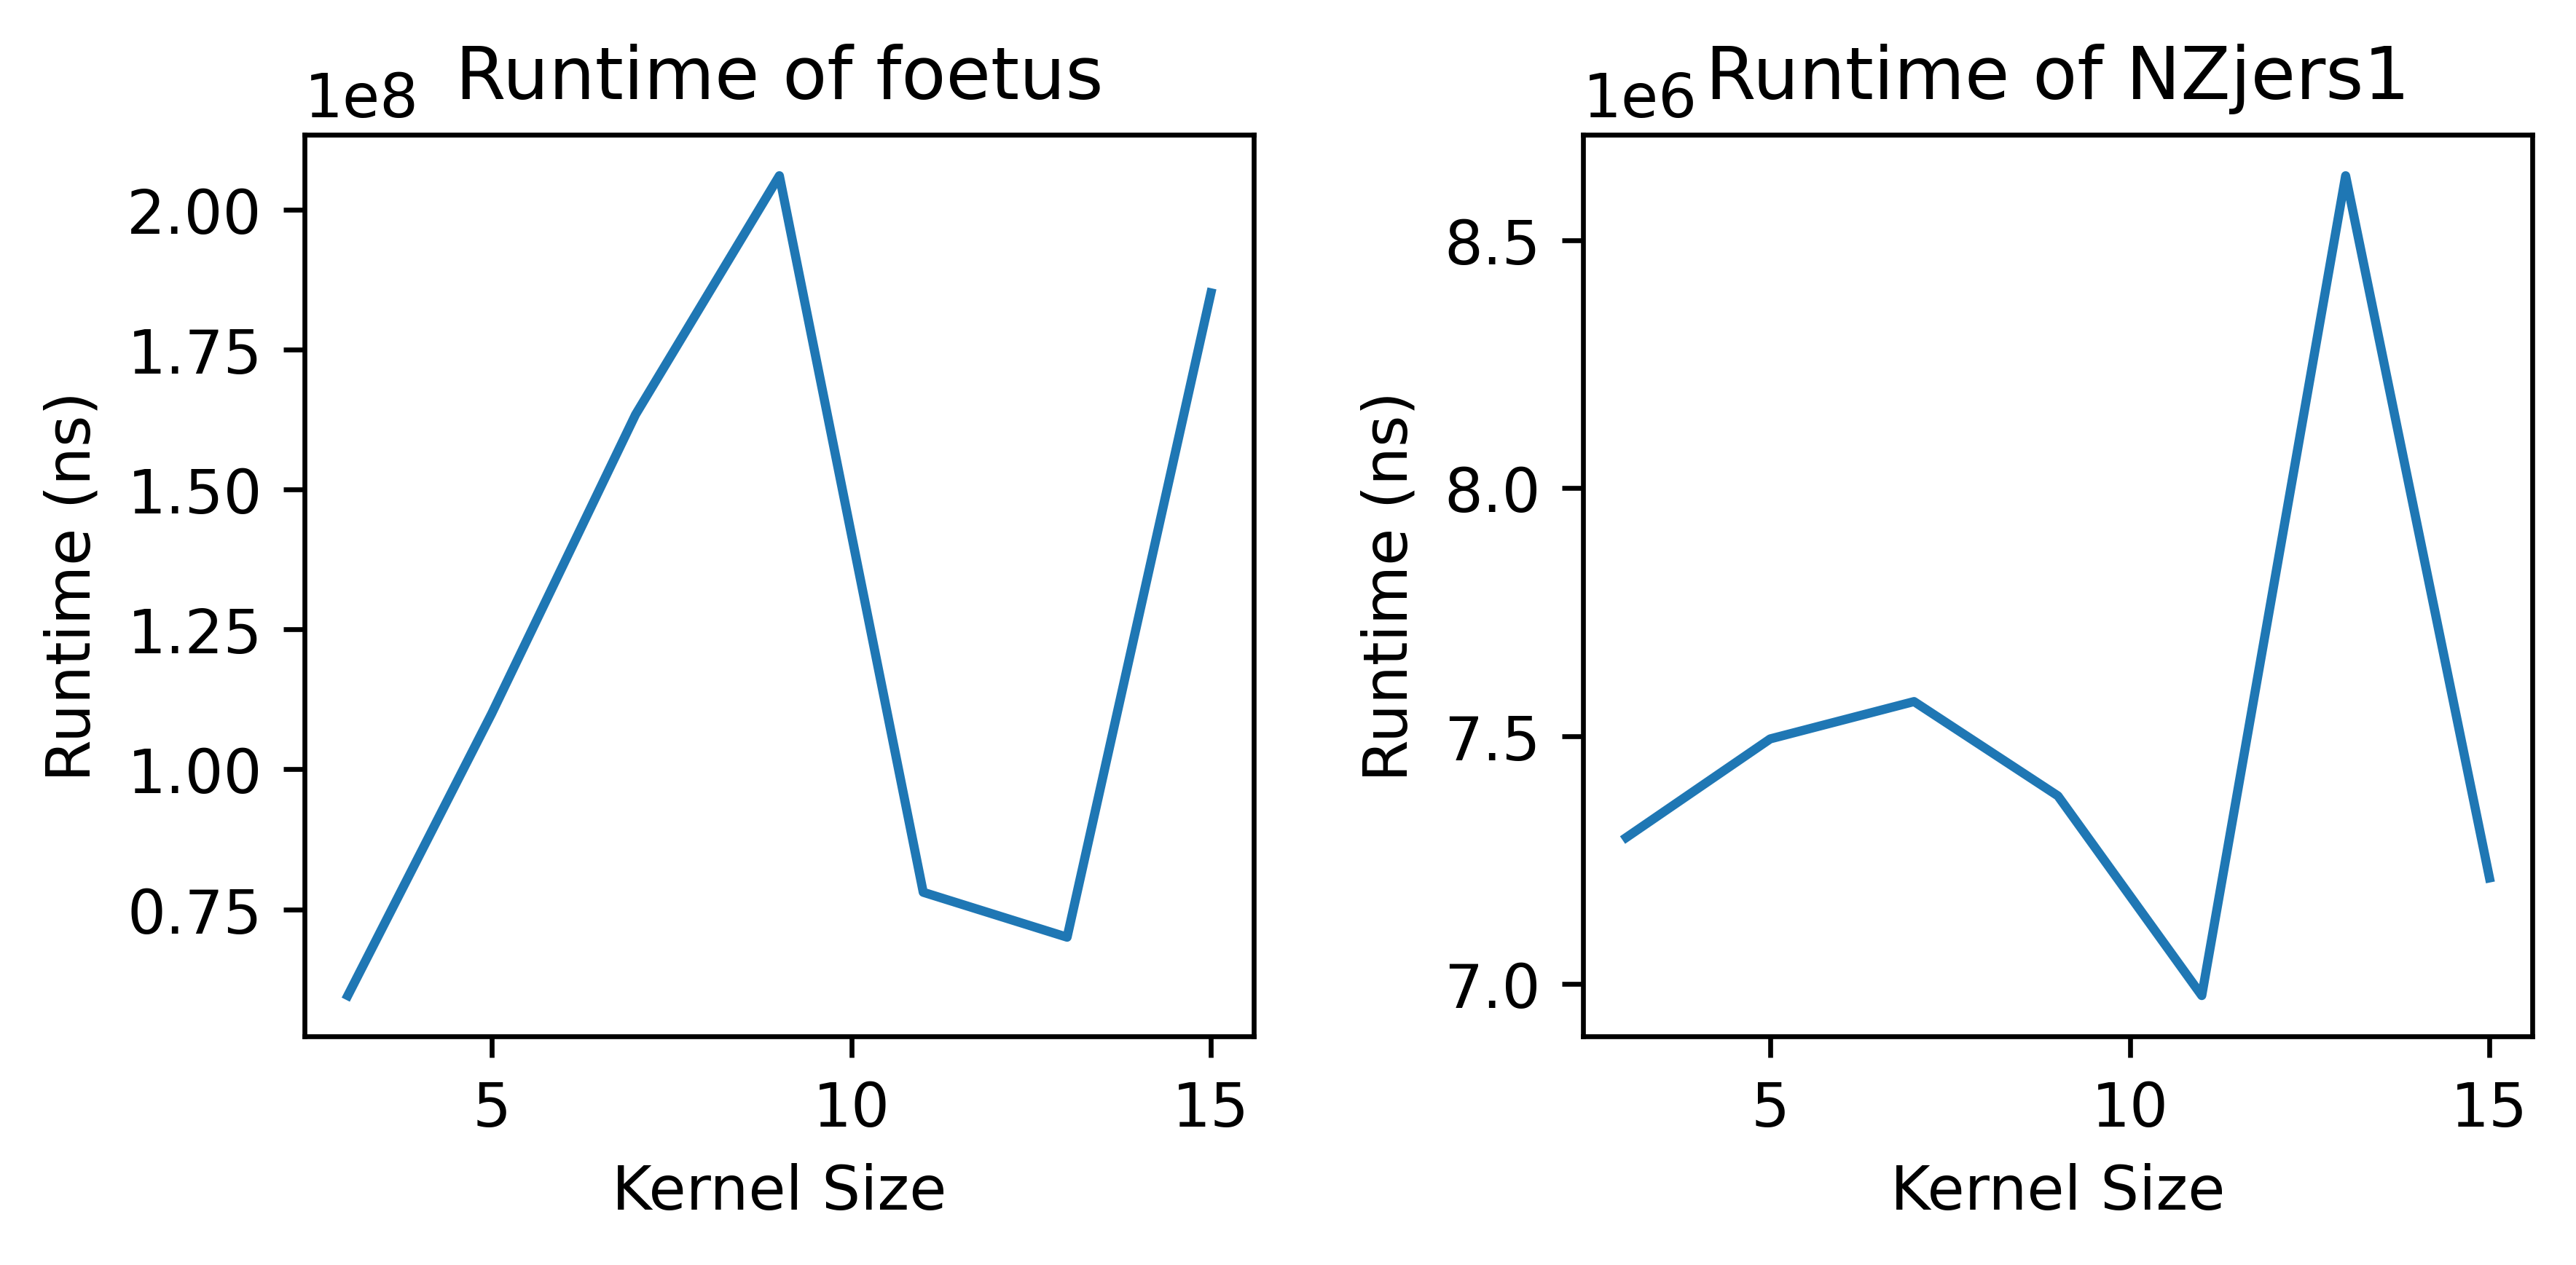 Runtime of foetus
1e8
2.00
1.75
1.50
1.25
1.00
0.75
Runtime (ns)
5 10 15
Kernel Size
Runtime of NZjers1
1e6
8.5
8.0
7.5
7.0
Runtime (ns)
5 10 15
Kernel Size